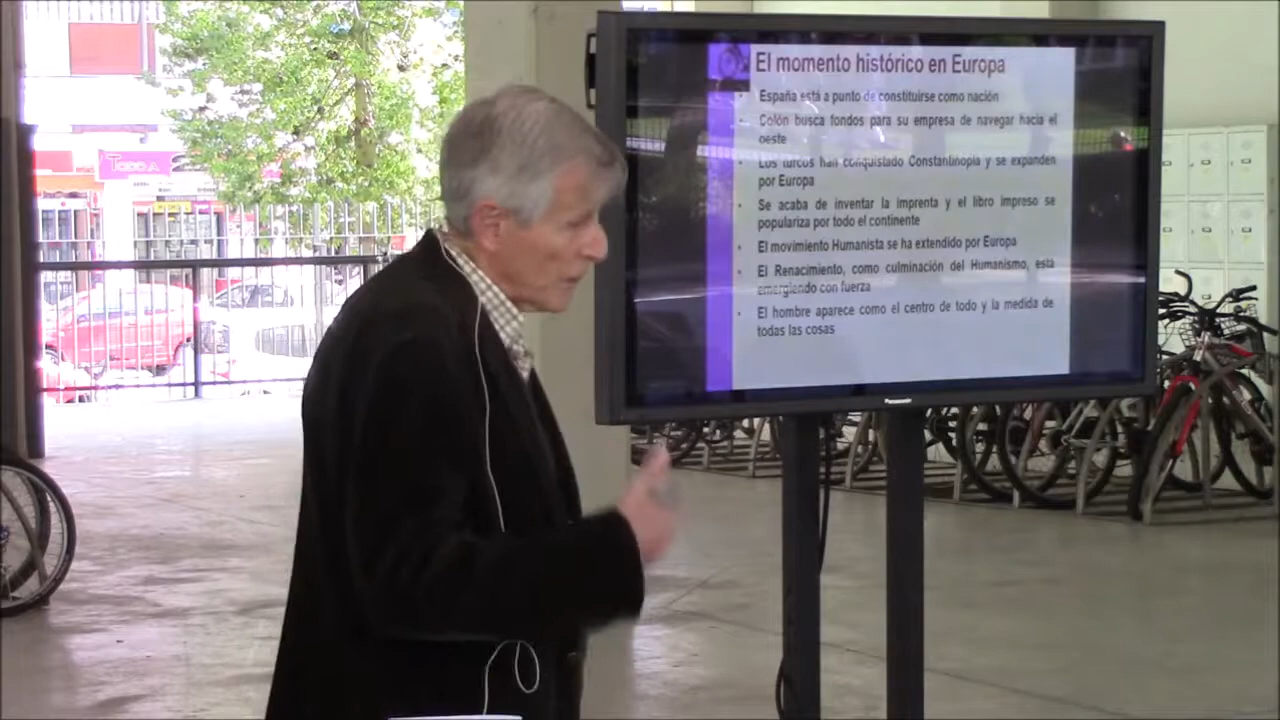 TODO A
El momento histórico en Europa
España está a punto de constituirse como nación
Colón busca fondos para su empresa de navegar hacia el
oeste
Los turcos han conquistado Constantinopla y se expanden
por Europa
Se acaba de inventar la imprenta y el libro impreso se
populariza por todo el continente
El movimiento Humanista se ha extendido por Europa
El Renacimiento, como culminación del Humanismo, está
emergiendo con fuerza
El hombre aparece como el centro de todo y la medida de
todas las cosas
Panasonic